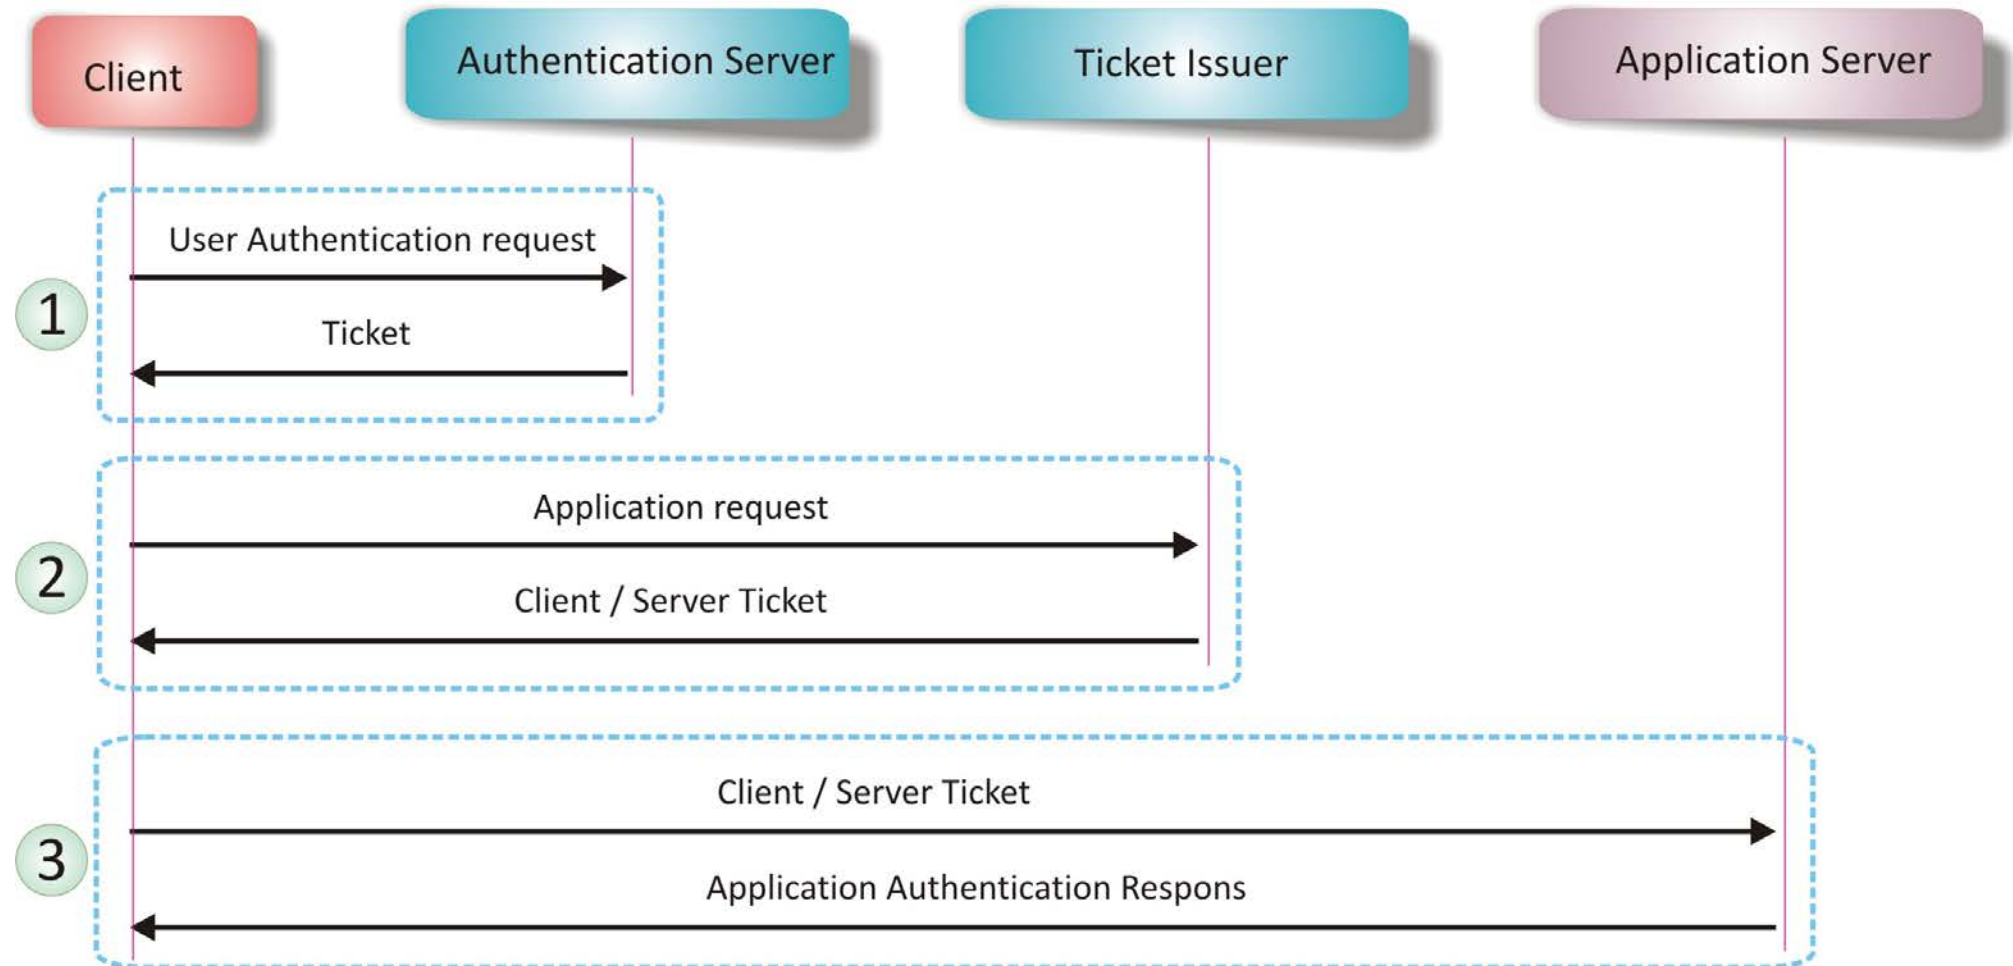 Client
Authentication Server
Ticket Issuer
Application Server
1
User Authentication request
Ticket
2
Application request
Client / Server Ticket
3
Client / Server Ticket
Application Authentication Respons